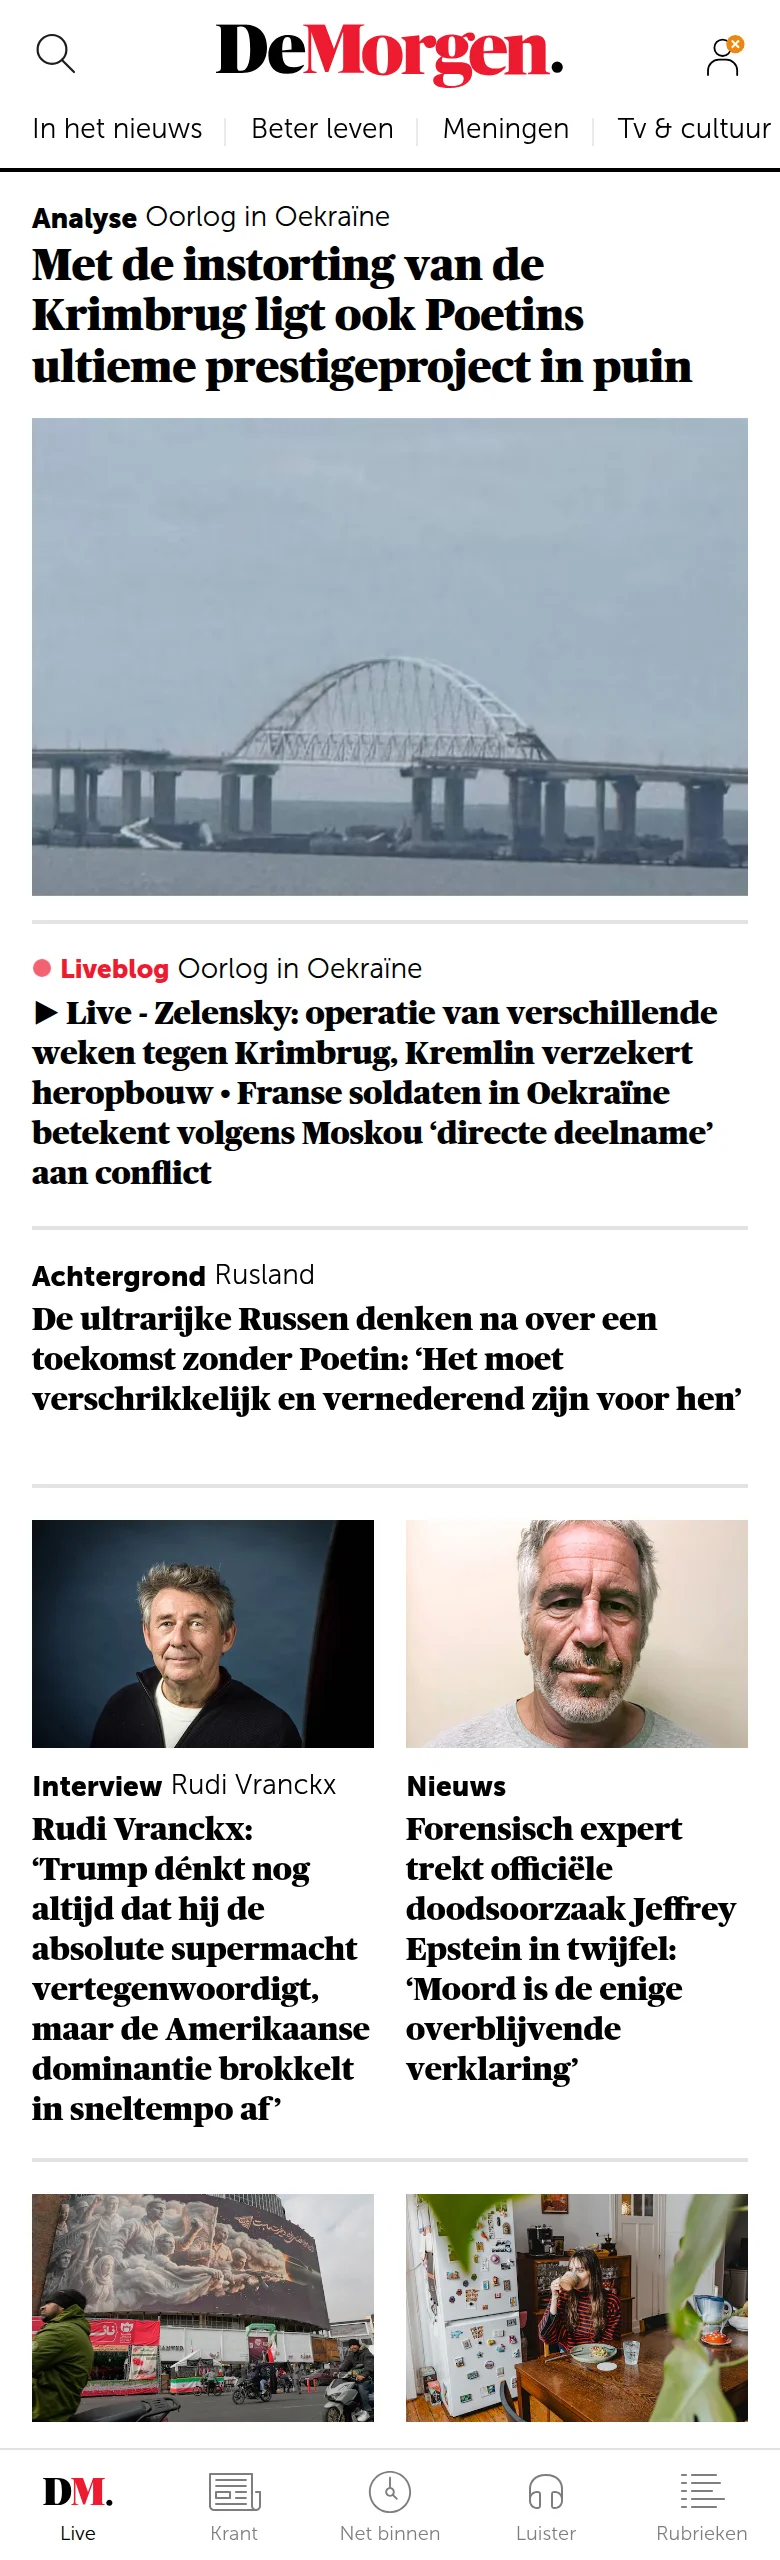 DeMorgen.
In het nieuws
Beter leven
Meningen
Tv & cultuur
Analyse Oorlog in Oekraïne
Met de instorting van de
Krimbrug ligt ook Poetins
ultieme prestigeproject in puin
Liveblog Oorlog in Oekraïne
▶ Live - Zelensky: operatie van verschillende
weken tegen Krimbrug, Kremlin verzekert
heropbouw • Franse soldaten in Oekraïne
betekent volgens Moskou ‘directe deelname’
aan conflict
Achtergrond Rusland
De ultrarijke Russen denken na over een
toekomst zonder Poetin: ‘Het moet
verschrikkelijk en vernederend zijn voor hen’
Interview Rudi Vranckx
Rudi Vranckx:
‘Trump dénkt nog
altijd dat hij de
absolute supermacht
vertegenwoordigt,
maar de Amerikaanse
dominantie brokkelt
in sneltempo af’
Nieuws
Forensisch expert
trekt officiële
doodsoorzaak Jeffrey
Epstein in twijfel:
‘Moord is de enige
overblijvende
verklaring’
DM.
Live
Krant
Net binnen
Luister
Rubrieken